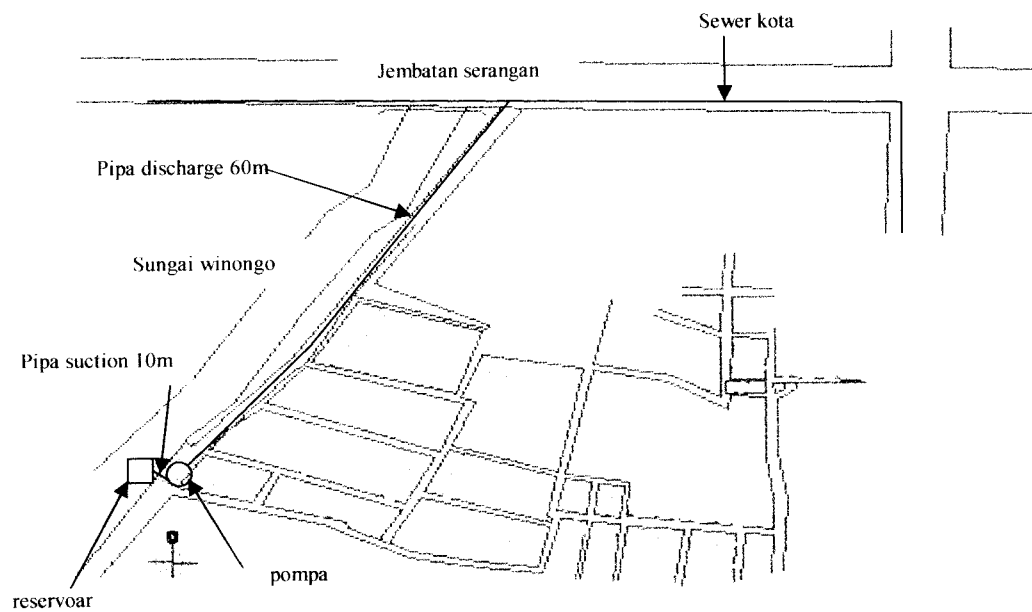 Sewer kota
Jembatan serangan
Pipa discharge 60m
Sungai winongo
Pipa suction 10m
pompa
reservoar